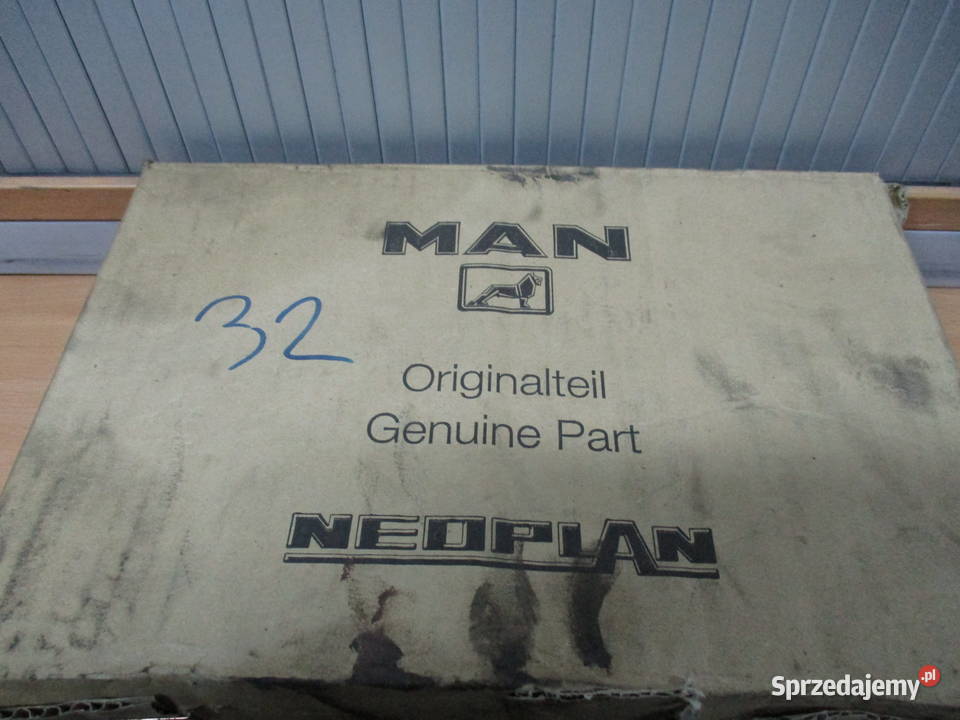 MAN
32
Originalteil
Genuine Part
NEOPLAN
Sprzedajemy.pl